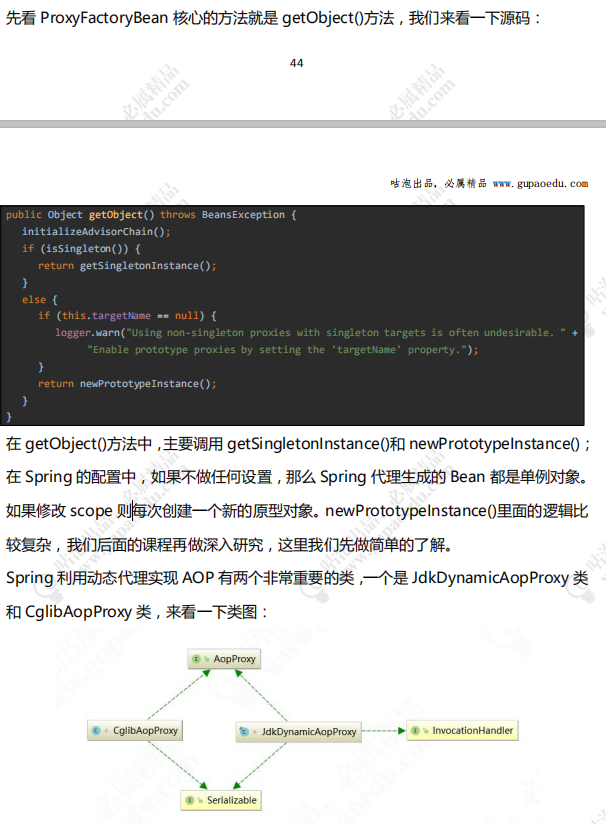 先看 ProxyFactoryBean 核心的方法就是 getObject()方法，我们来看一下源码：
44
咕泡出品，必属精品 www.gupaoedu.com
public Object getObject() throws BeansException {
initializeAdvisorChain();
if (isSingleton()) {
return getSingletonInstance();
}
else {
if (this.targetName == null) {
logger.warn("Using non-singleton proxies with singleton targets is often undesirable. " +
"Enable prototype proxies by setting the 'targetName' property.");
}
return newPrototypeInstance();
}
}
在 getObject()方法中，主要调用 getSingletonInstance()和 newPrototypeInstance()；
在 Spring 的配置中，如果不做任何设置，那么 Spring 代理生成的 Bean 都是单例对象。
如果修改 scope 则每次创建一个新的原型对象。newPrototypeInstance()里面的逻辑比
较复杂，我们后面的课程再做深入研究，这里我们先做简单的了解。
Spring 利用动态代理实现 AOP 有两个非常重要的类，一个是 JdkDynamicAopProxy 类
和 CglibAopProxy 类，来看一下类图：
AopProxy
CglibAopProxy
JdkDynamicAopProxy
InvocationHandler
Serializable